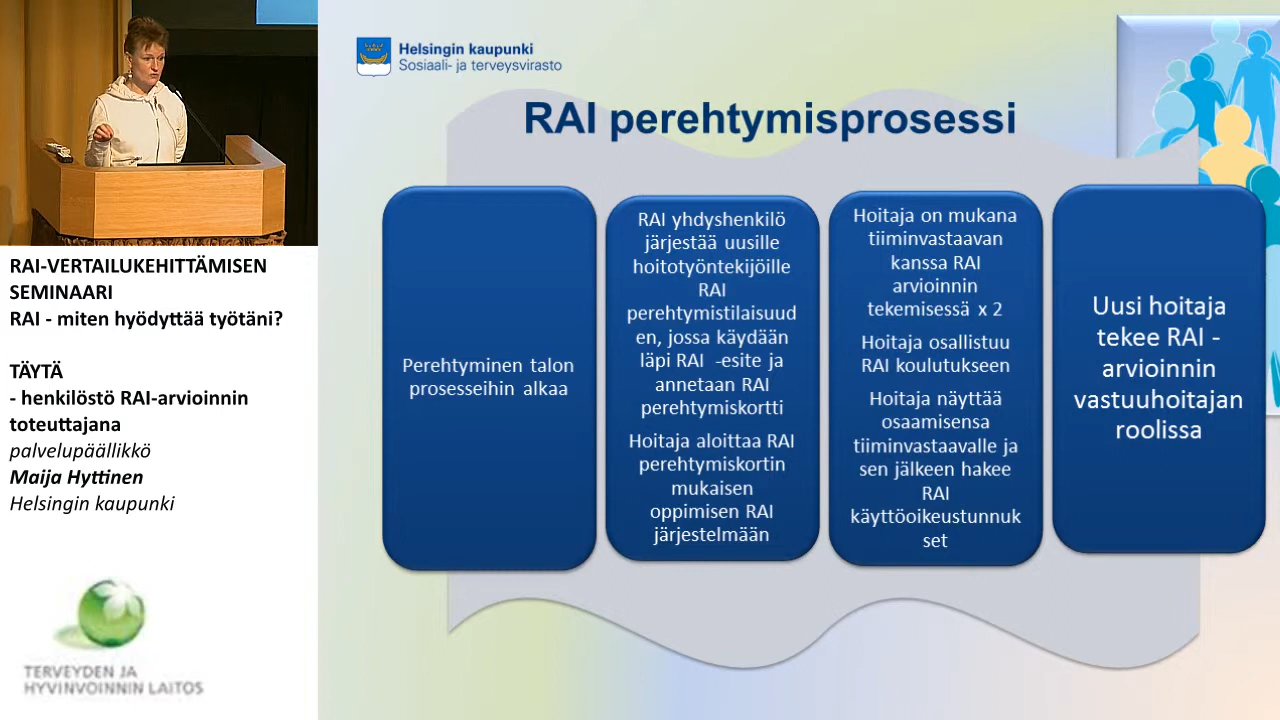 Helsingin kaupunki
Sosiaali- ja terveysvirasto
RAI perehtymisprosessi
Perehtyminen talon
prosesseihin alkaa
RAI yhdyshenkilö
järjestää uusille
hoitotyöntekijöille
RAI
perehtymistilaisuud
en, jossa käydään
läpi RAI -esite ja
annetaan RAI
perehtymiskortti
Hoitaja aloittaa RAI
perehtymiskortin
mukaisen
oppimisen RAI
järjestelmään
Hoitaja on mukana
tiiminvastaavan
kanssa RAI
arvioinnin
tekemisessä x 2
Hoitaja osallistuu
RAI koulutukseen
Hoitaja näyttää
osaamisensa
tiiminvastaavalle ja
sen jälkeen hakee
RAI
käyttöoikeustunnuk
set
Uusi hoitaja
tekee RAI -
arvioinnin
vastuuhoitajan
roolissa
RAI-VERTAILUKEHITTÄMISEN
SEMINAARI
RAI - miten hyödyttää työtäni?
TÄYTÄ
- henkilöstö RAI-arvioinnin
toteuttajana
palvelupäällikkö
Maija Hyttinen
Helsingin kaupunki
TERVEYDEN JA
HYVINVOINNIN LAITOS